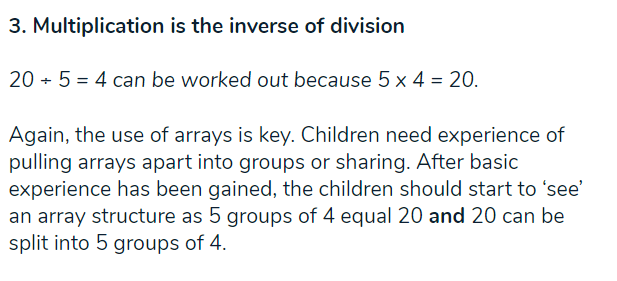 3. Multiplication is the inverse of division
20 ÷ 5 = 4 can be worked out because 5 x 4 = 20.
Again, the use of arrays is key. Children need experience of
pulling arrays apart into groups or sharing. After basic
experience has been gained, the children should start to ‘see’
an array structure as 5 groups of 4 equal 20 and 20 can be
split into 5 groups of 4.